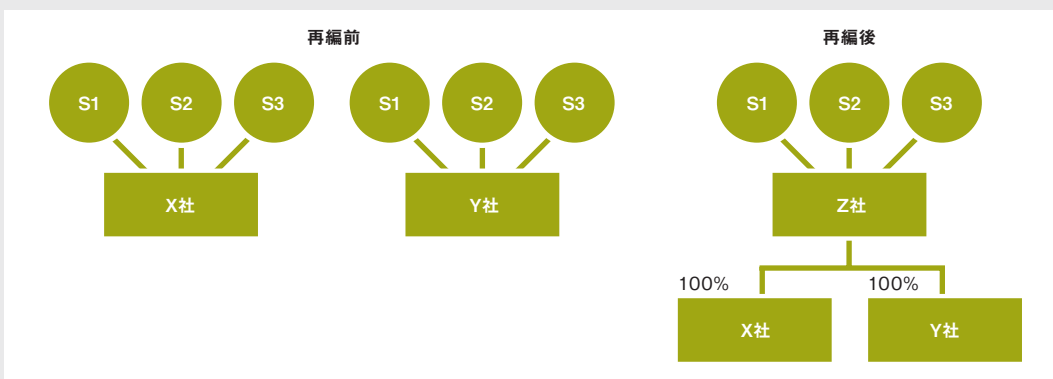 再編前
再編後
S1 S2 S3 S1 S2 S3 S1 S2 S3
X社 Y社 Z社
100% 100%
X社 Y社